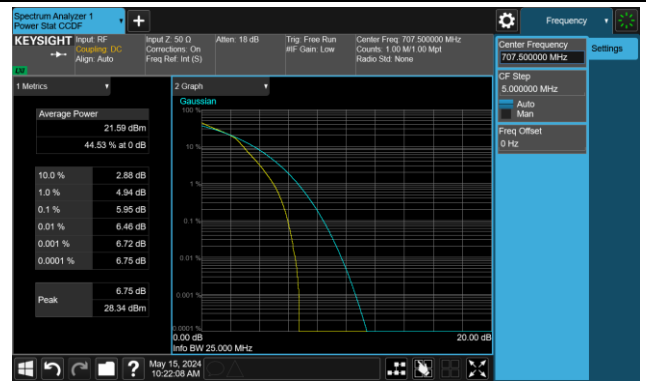 Spectrum Analyzer 1
Power Stat CCDF
Frequency
KEYSIGHT
Input: RF
Coupling: DC
Align: Auto
Input Z: 50 Ω
Corrections: On
Freq Ref: Int (S)
Atten: 18 dB
Trig: Free Run
#IF Gain: Low
Center Freq: 707.500000 MHz
Counts: 1.00 M/1.00 Mpt
Radio Std: None
LW
Center Frequency
707.500000 MHz
Settings
CF Step
5.000000 MHz
Auto
Man
Freq Offset
0 Hz
1 Metrics
Average Power
21.59 dBm
44.53 % at 0 dB
10.0 % 2.88 dB
1.0 % 4.94 dB
0.1 % 5.95 dB
0.01 % 6.46 dB
0.001 % 6.72 dB
0.0001 % 6.75 dB
Peak 6.75 dB
28.34 dBm
2 Graph
Gaussian
100 %
10 %
1 %
0.1 %
0.01 %
0.001 %
0.0001 %
0.00 dB 20.00 dB
Info BW 25.000 MHz
May 15, 2024
10:22:08 AM